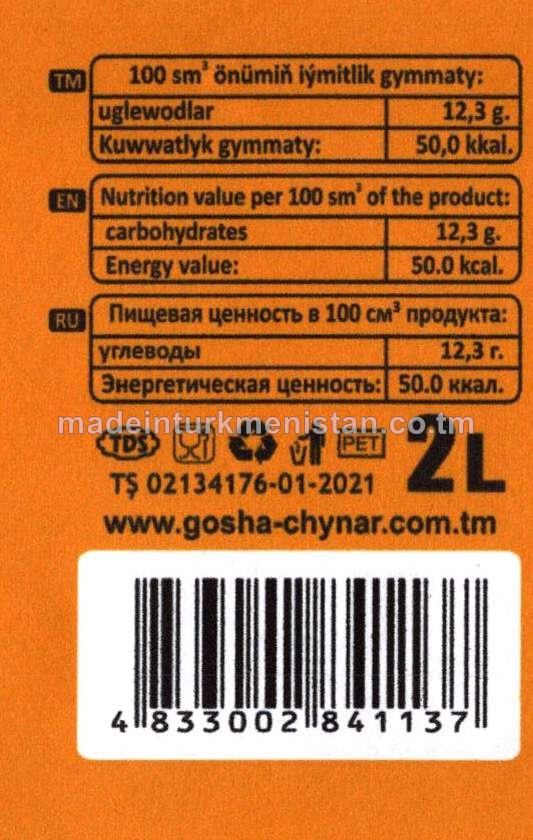 TM
100 sm³ önümiň iýmitlik gymmaty:
uglewodlar 12,3 g.
Kuwwatlyk gymmaty: 50,0 kkal.
EN
Nutrition value per 100 sm³ of the product:
carbohydrates 12,3 g.
Energy value: 50.0 kcal.
RU
Пищевая ценность в 100 см³ продукта:
углеводы 12,3 г.
Энергетическая ценность: 50.0 ккал.
madeinturkmenistan.co.tm
TDS PET 2L
TŞ 02134176-01-2021
www.gosha-chynar.com.tm
4 833002 841137